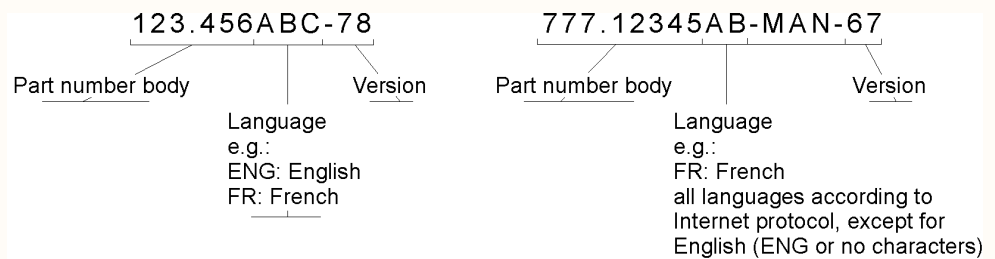 123.456ABC-78
Part number body
Version
Language
e.g.:
ENG: English
FR: French
777.12345AB-MAN-67
Part number body
Version
Language
e.g.:
FR: French
all languages according to
Internet protocol, except for
English (ENG or no characters)